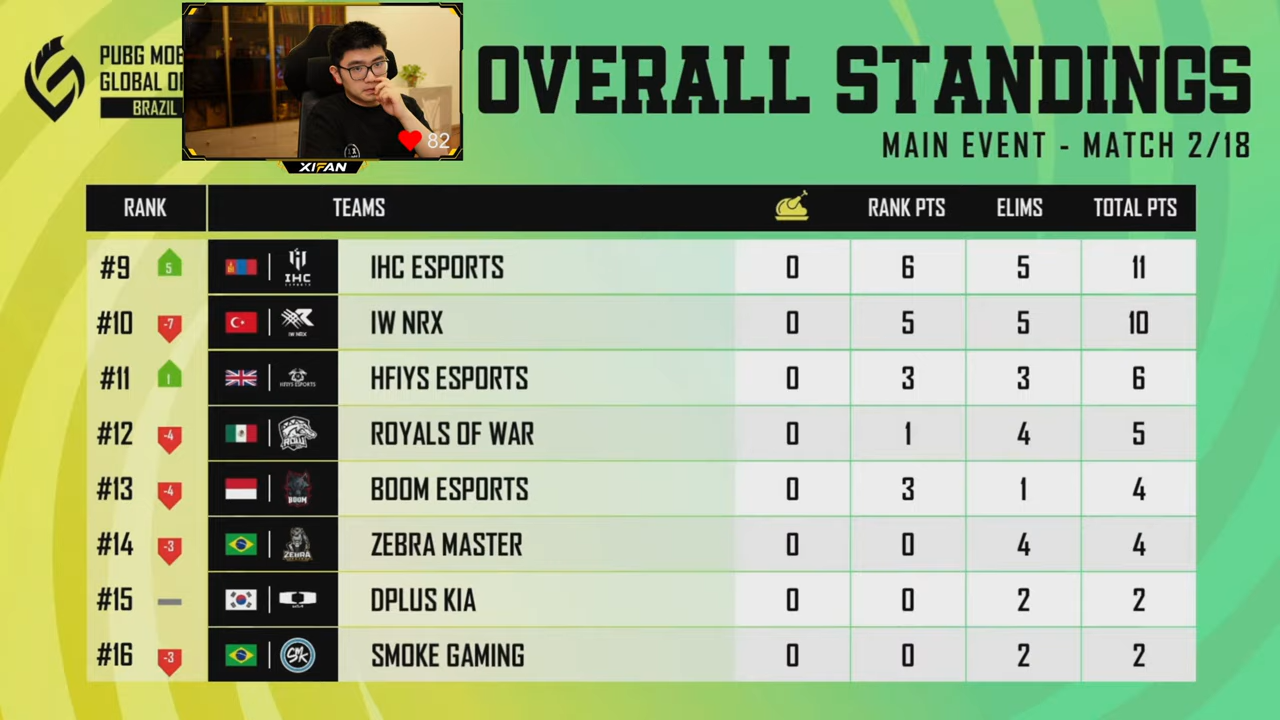 PUBG MOB
GLOBAL O
BRAZIL
82
XIFAN
OVERALL STANDINGS
MAIN EVENT - MATCH 2/18
RANK TEAMS RANK PTS ELIMS TOTAL PTS
#9 5 IHC ESPORTS IHC ESPORTS 0 6 5 11
#10 -7 IW NRX IW NRX 0 5 5 10
#11 1 HFIYS ESPORTS HFIYS ESPORTS 0 3 3 6
#12 -4 ROW ROYALS OF WAR 0 1 4 5
#13 -4 BOOM BOOM ESPORTS 0 3 1 4
#14 -3 ZEBRA ZEBRA MASTER 0 0 4 4
#15 DPLUS KIA 0 0 2 2
#16 -3 SMK SMOKE GAMING 0 0 2 2